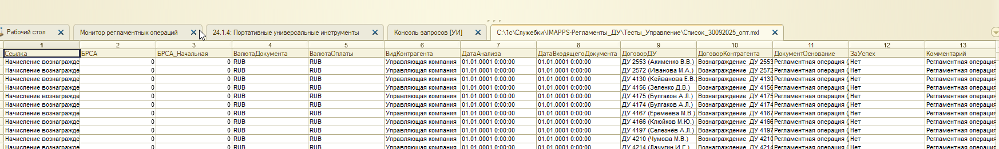 Рабочий стол Монитор регламентных операций 24.1.4: Портативные универсальные инструменты Консоль запросов [УИ] C:\1c\Служебки\IMAPPS-Регламенты_ДУ\Тесты_Управление\Список_30092025_опт.mxl
1 2 3 4 5 6 7 8 9 10 11 12 13
Ссылка БРСА БРСА_Начальная ВалютаДокумента ВалютаОплаты ВидКонтрагента ДатаАнализа ДатаВходящегоДокумента ДоговорДУ ДоговорКонтрагента ДокументОснование ЗаУспех Комментарий
Начисление вознагражде 0 0 RUB RUB Управляющая компания 01.01.0001 0:00:00 01.01.0001 0:00:00 ДУ 2553 (Акименко В.В.) Вознаграждение ДУ 2553 Регламентная операция (Нет Регламентная операция
Начисление вознагражде 0 0 RUB RUB Управляющая компания 01.01.0001 0:00:00 01.01.0001 0:00:00 ДУ 2572 (Иванова М.А.) Вознаграждение ДУ 2572 Регламентная операция (Нет Регламентная операция
Начисление вознагражде 0 0 RUB RUB Управляющая компания 01.01.0001 0:00:00 01.01.0001 0:00:00 ДУ 4130 (Кейванова Е.В.) Вознаграждение ДУ 4130 Регламентная операция (Нет Регламентная операция
Начисление вознагражде 0 0 RUB RUB Управляющая компания 01.01.0001 0:00:00 01.01.0001 0:00:00 ДУ 4156 (Зеленко Д.В.) Вознаграждение ДУ 4156 Регламентная операция (Нет Регламентная операция
Начисление вознагражде 0 0 RUB RUB Управляющая компания 01.01.0001 0:00:00 01.01.0001 0:00:00 ДУ 4175 (Булгаков А.Л.) Вознаграждение ДУ 4175 Регламентная операция (Нет Регламентная операция
Начисление вознагражде 0 0 RUB RUB Управляющая компания 01.01.0001 0:00:00 01.01.0001 0:00:00 ДУ 4174 (Булгаков А.Л.) Вознаграждение ДУ 4174 Регламентная операция (Нет Регламентная операция
Начисление вознагражде 0 0 RUB RUB Управляющая компания 01.01.0001 0:00:00 01.01.0001 0:00:00 ДУ 4167 (Еремеева М.В.) Вознаграждение ДУ 4167 Регламентная операция (Нет Регламентная операция
Начисление вознагражде 0 0 RUB RUB Управляющая компания 01.01.0001 0:00:00 01.01.0001 0:00:00 ДУ 4166 (Клюйков М.Ю.) Вознаграждение ДУ 4166 Регламентная операция (Нет Регламентная операция
Начисление вознагражде 0 0 RUB RUB Управляющая компания 01.01.0001 0:00:00 01.01.0001 0:00:00 ДУ 4197 (Селезнёв А.Л.) Вознаграждение ДУ 4197 Регламентная операция (Нет Регламентная операция
Начисление вознагражде 0 0 RUB RUB Управляющая компания 01.01.0001 0:00:00 01.01.0001 0:00:00 ДУ 4210 (Чумова М.В.) Вознаграждение ДУ 4210 Регламентная операция (Нет Регламентная операция
Начисление вознагражде 0 0 RUB RUB Управляющая компания 01.01.0001 0:00:00 01.01.0001 0:00:00 ДУ 4214 (Лачугин И.Г.) Вознаграждение ДУ 4214 Регламентная операция (Нет Регламентная операция